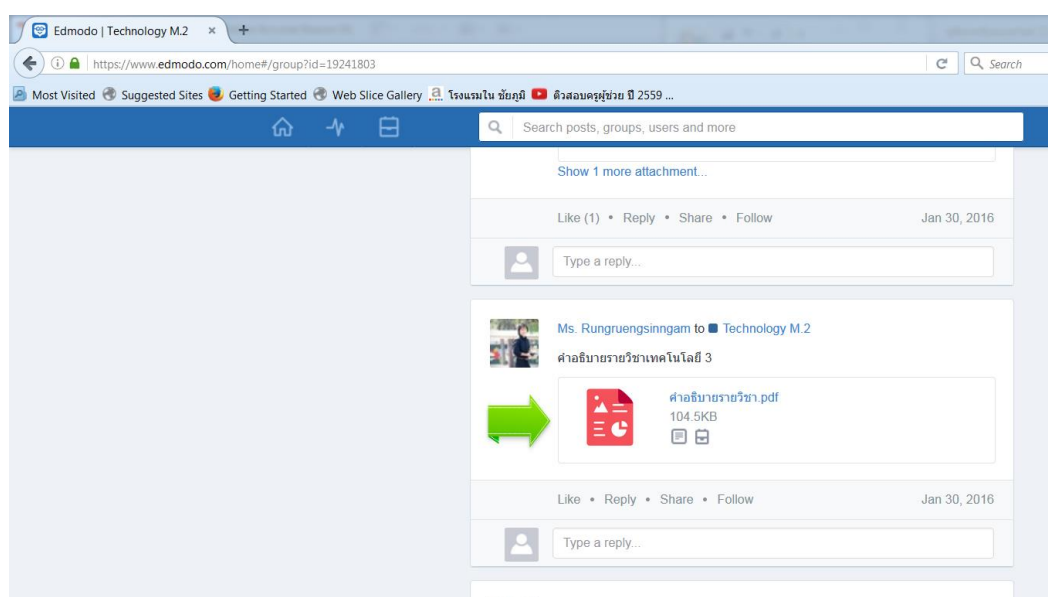 Edmodo | Technology M.2
https://www.edmodo.com/home#/group?id=19241803
Search
Most Visited Suggested Sites Getting Started Web Slice Gallery โรงแรมใน ชัยภูมิ ติวสอบครูผู้ช่วย ปี 2559 ...
Search posts, groups, users and more
Show 1 more attachment...
Like (1) • Reply • Share • Follow Jan 30, 2016
Type a reply...
Ms. Rungruengsinngam to Technology M.2
คำอธิบายรายวิชาเทคโนโลยี 3
คำอธิบายรายวิชา.pdf
104.5KB
Like • Reply • Share • Follow Jan 30, 2016
Type a reply...